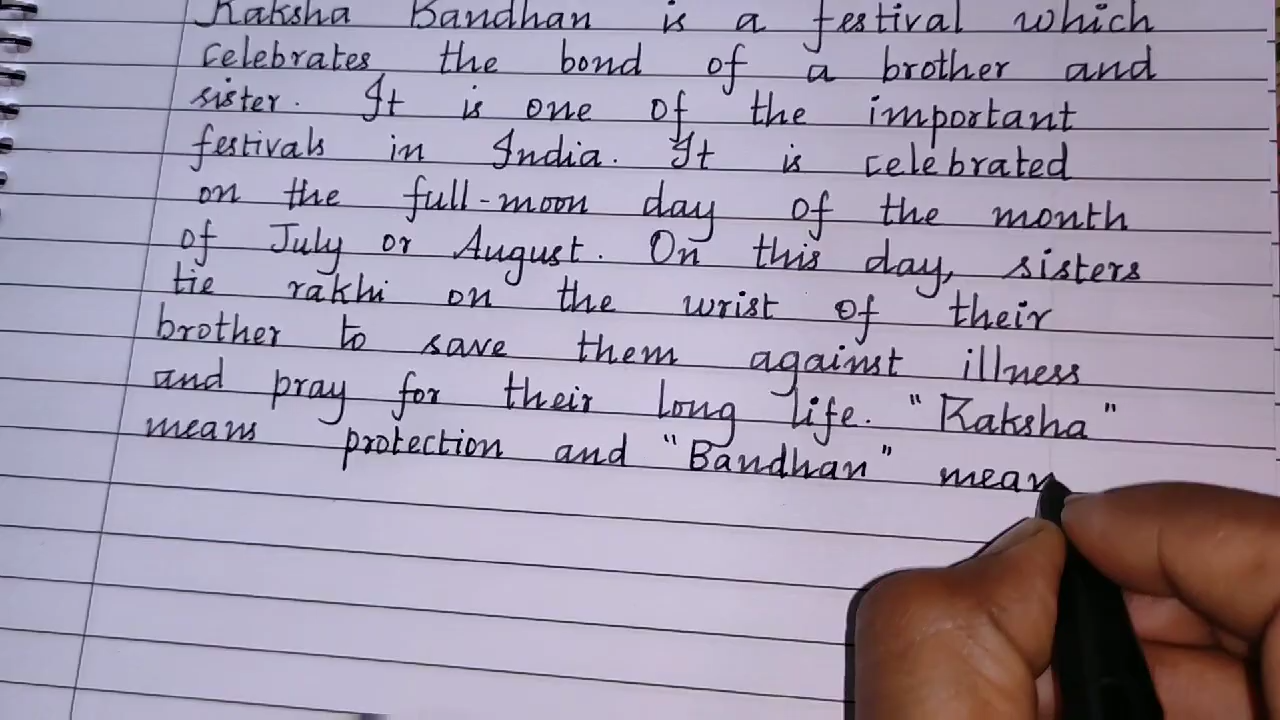 Raksha Bandhan is a festival which
celebrates the bond of a brother and
sister. It is one of the important
festivals in India. It is celebrated
on the full-moon day of the month
of July or August. On this day, sisters
tie rakhi on the wrist of their
brother to save them against illness
and pray for their long life. "Raksha"
means protection and "Bandhan" mean